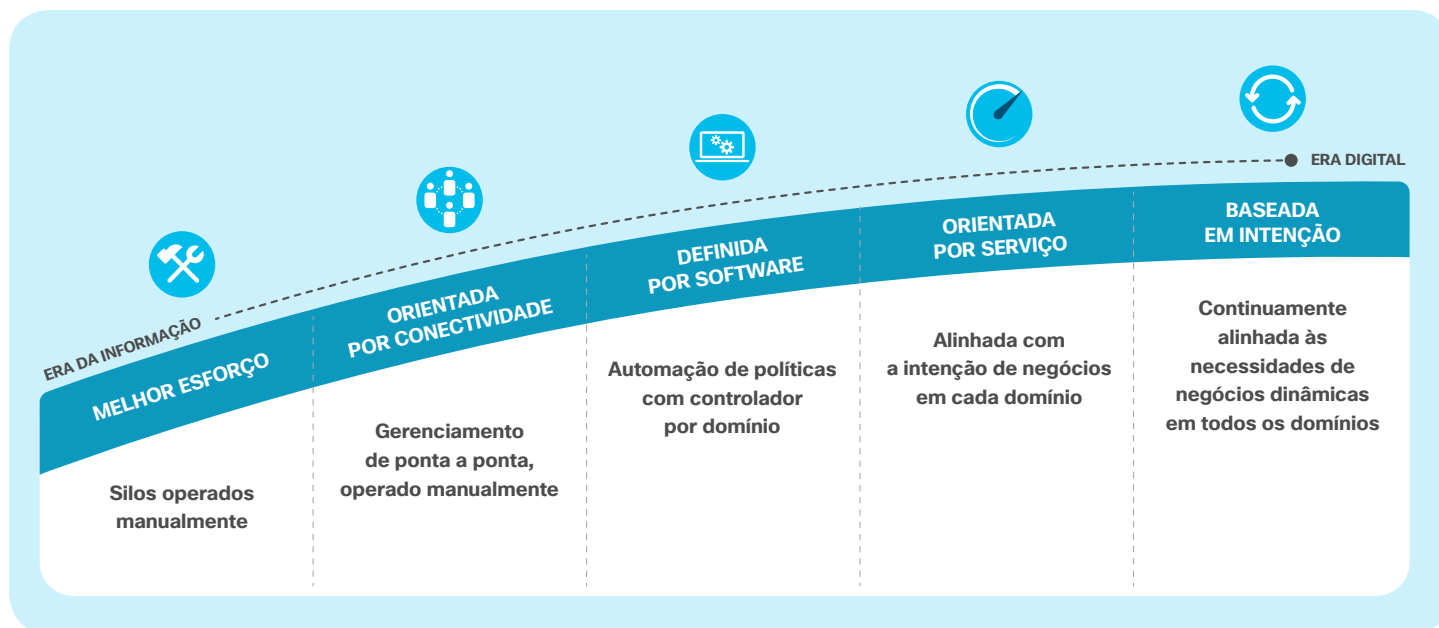 ERA DA INFORMAÇÃO
ERA DIGITAL
MELHOR ESFORÇO
Silos operados
manualmente
ORIENTADA
POR CONECTIVIDADE
Gerenciamento
de ponta a ponta,
operado manualmente
DEFINIDA
POR SOFTWARE
Automação de políticas
com controlador
por domínio
ORIENTADA
POR SERVIÇO
Alinhada com
a intenção de negócios
em cada domínio
BASEADA
EM INTENÇÃO
Continuamente
alinhada às
necessidades de
negócios dinâmicas
em todos os domínios